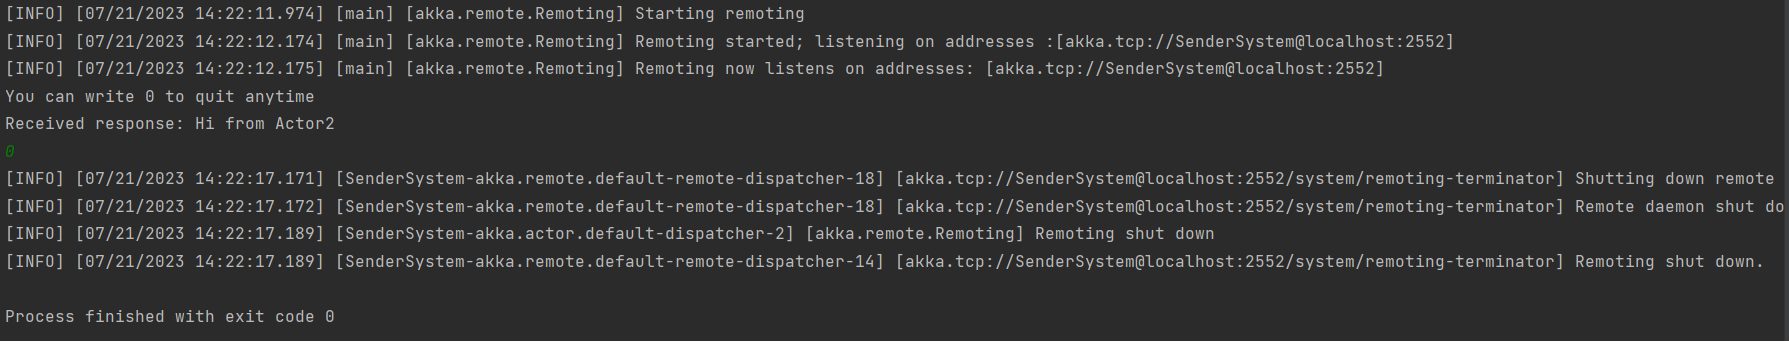 [INFO] [07/21/2023 14:22:11.974] [main] [akka.remote.Remoting] Starting remoting
[INFO] [07/21/2023 14:22:12.174] [main] [akka.remote.Remoting] Remoting started; listening on addresses :[akka.tcp://SenderSystem@localhost:2552]
[INFO] [07/21/2023 14:22:12.175] [main] [akka.remote.Remoting] Remoting now listens on addresses: [akka.tcp://SenderSystem@localhost:2552]
You can write 0 to quit anytime
Received response: Hi from Actor2
0
[INFO] [07/21/2023 14:22:17.171] [SenderSystem-akka.remote.default-remote-dispatcher-18] [akka.tcp://SenderSystem@localhost:2552/system/remoting-terminator] Shutting down remote
[INFO] [07/21/2023 14:22:17.172] [SenderSystem-akka.remote.default-remote-dispatcher-18] [akka.tcp://SenderSystem@localhost:2552/system/remoting-terminator] Remote daemon shut do
[INFO] [07/21/2023 14:22:17.189] [SenderSystem-akka.actor.default-dispatcher-2] [akka.remote.Remoting] Remoting shut down
[INFO] [07/21/2023 14:22:17.189] [SenderSystem-akka.remote.default-remote-dispatcher-14] [akka.tcp://SenderSystem@localhost:2552/system/remoting-terminator] Remoting shut down.
Process finished with exit code 0